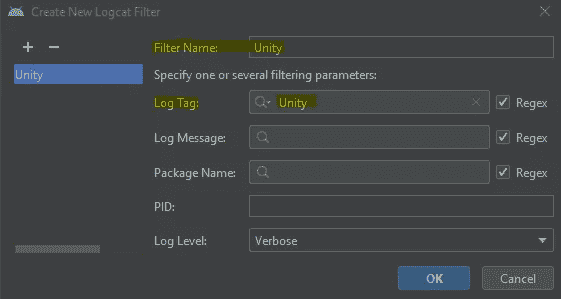 Create New Logcat Filter
+ −
Unity
Filter Name: Unity
Specify one or several filtering parameters:
Log Tag: Unity Regex
Log Message: Regex
Package Name: Regex
PID:
Log Level: Verbose
OK Cancel